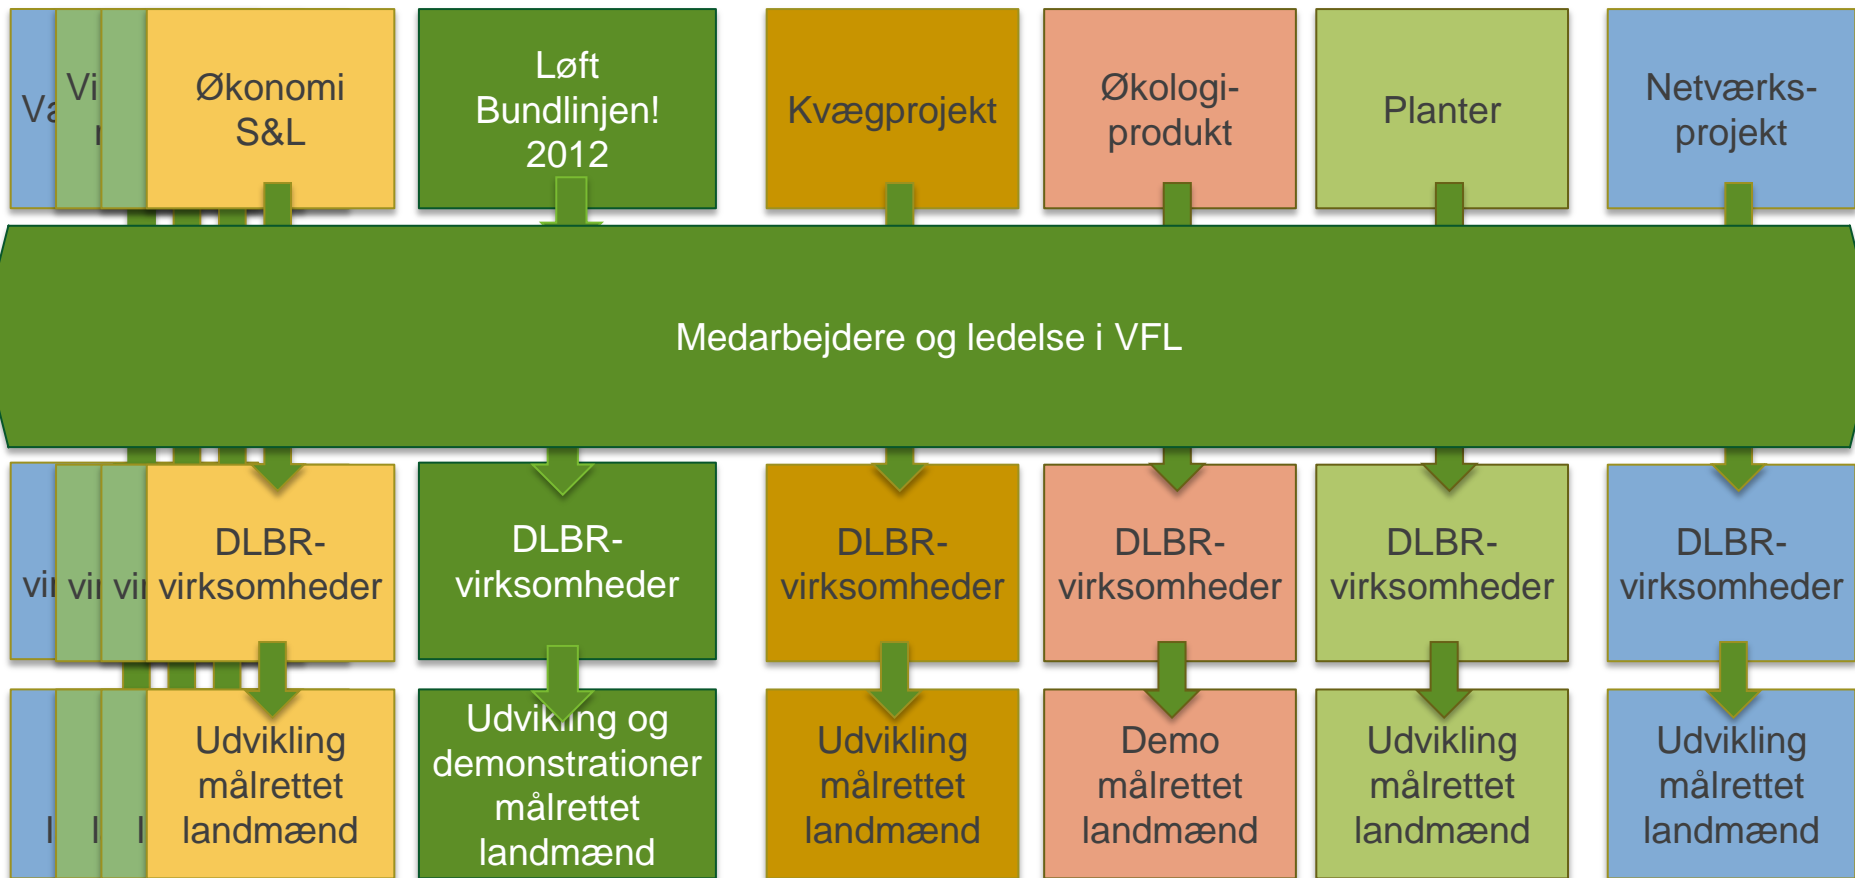 Økonomi
S&L
Løft
Bundlinjen!
2012
Kvægprojekt
Økologi-
produkt
Planter
Netværks-
projekt
Medarbejdere og ledelse i VFL
DLBR-
virksomheder
DLBR-
virksomheder
DLBR-
virksomheder
DLBR-
virksomheder
DLBR-
virksomheder
DLBR-
virksomheder
Udvikling
målrettet
landmænd
Udvikling og
demonstrationer
målrettet
landmænd
Udvikling
målrettet
landmænd
Demo
målrettet
landmænd
Udvikling
målrettet
landmænd
Udvikling
målrettet
landmænd